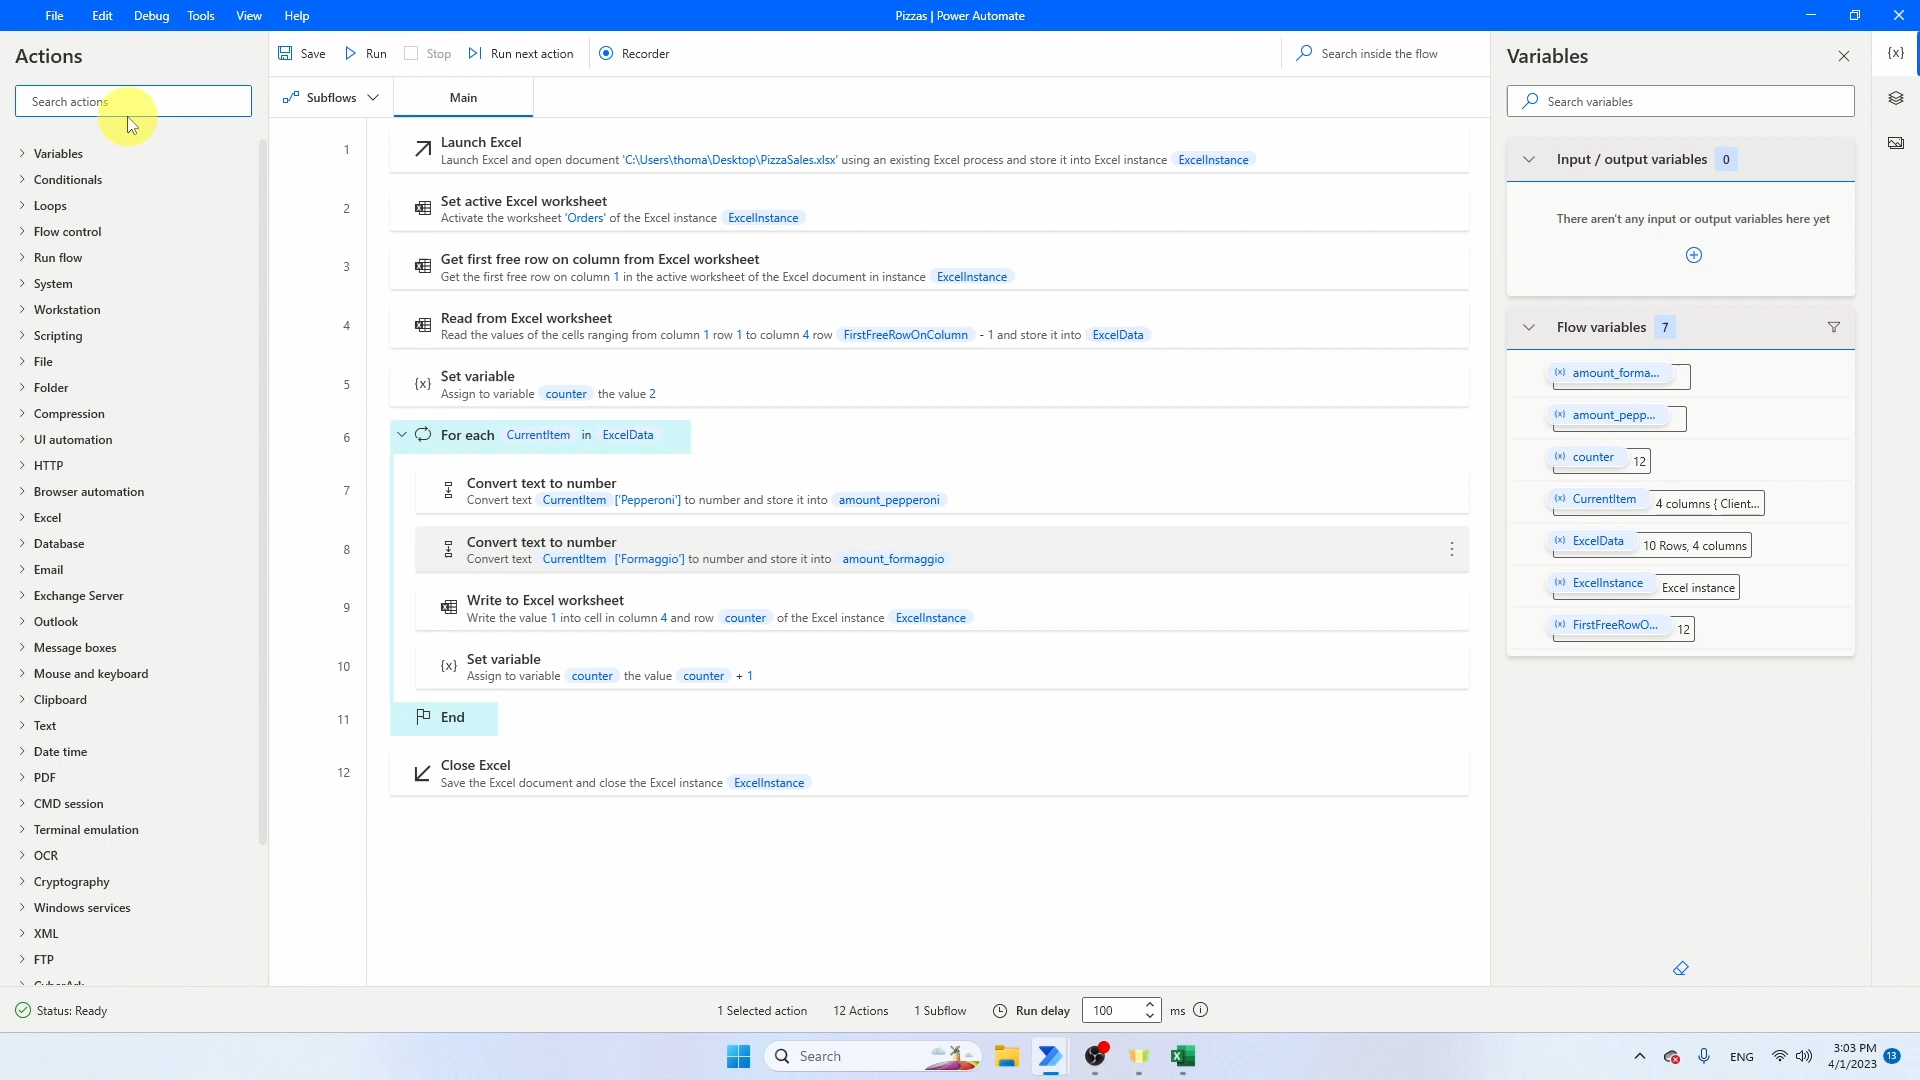 File Edit Debug Tools View Help Pizzas | Power Automate
Actions
Search actions
Variables
Conditionals
Loops
Flow control
Run flow
System
Workstation
Scripting
File
Folder
Compression
UI automation
HTTP
Browser automation
Excel
Database
Email
Exchange Server
Outlook
Message boxes
Mouse and keyboard
Clipboard
Text
Date time
PDF
CMD session
Terminal emulation
OCR
Cryptography
Windows services
XML
FTP
CyberArk
Save Run Stop Run next action Recorder Search inside the flow
Subflows Main
1 Launch Excel
Launch Excel and open document 'C:\Users\thoma\Desktop\PizzaSales.xlsx' using an existing Excel process and store it into Excel instance ExcelInstance
2 Set active Excel worksheet
Activate the worksheet 'Orders' of the Excel instance ExcelInstance
3 Get first free row on column from Excel worksheet
Get the first free row on column 1 in the active worksheet of the Excel document in instance ExcelInstance
4 Read from Excel worksheet
Read the values of the cells ranging from column 1 row 1 to column 4 row FirstFreeRowOnColumn - 1 and store it into ExcelData
5 {x} Set variable
Assign to variable counter the value 2
6 For each CurrentItem in ExcelData
7 Convert text to number
Convert text CurrentItem ['Pepperoni'] to number and store it into amount_pepperoni
8 Convert text to number
Convert text CurrentItem ['Formaggio'] to number and store it into amount_formaggio
9 Write to Excel worksheet
Write the value 1 into cell in column 4 and row counter of the Excel instance ExcelInstance
10 {x} Set variable
Assign to variable counter the value counter + 1
11 End
12 Close Excel
Save the Excel document and close the Excel instance ExcelInstance
Variables
{x}
Search variables
Input / output variables 0
There aren't any input or output variables here yet
Flow variables 7
(x) amount_forma...
(x) amount_pepp...
(x) counter 12
(x) CurrentItem 4 columns { Client...
(x) ExcelData 10 Rows, 4 columns
(x) ExcelInstance Excel instance
(x) FirstFreeRowO... 12
Status: Ready 1 Selected action 12 Actions 1 Subflow Run delay 100 ms
Search ENG 3:03 PM
4/1/2023 13